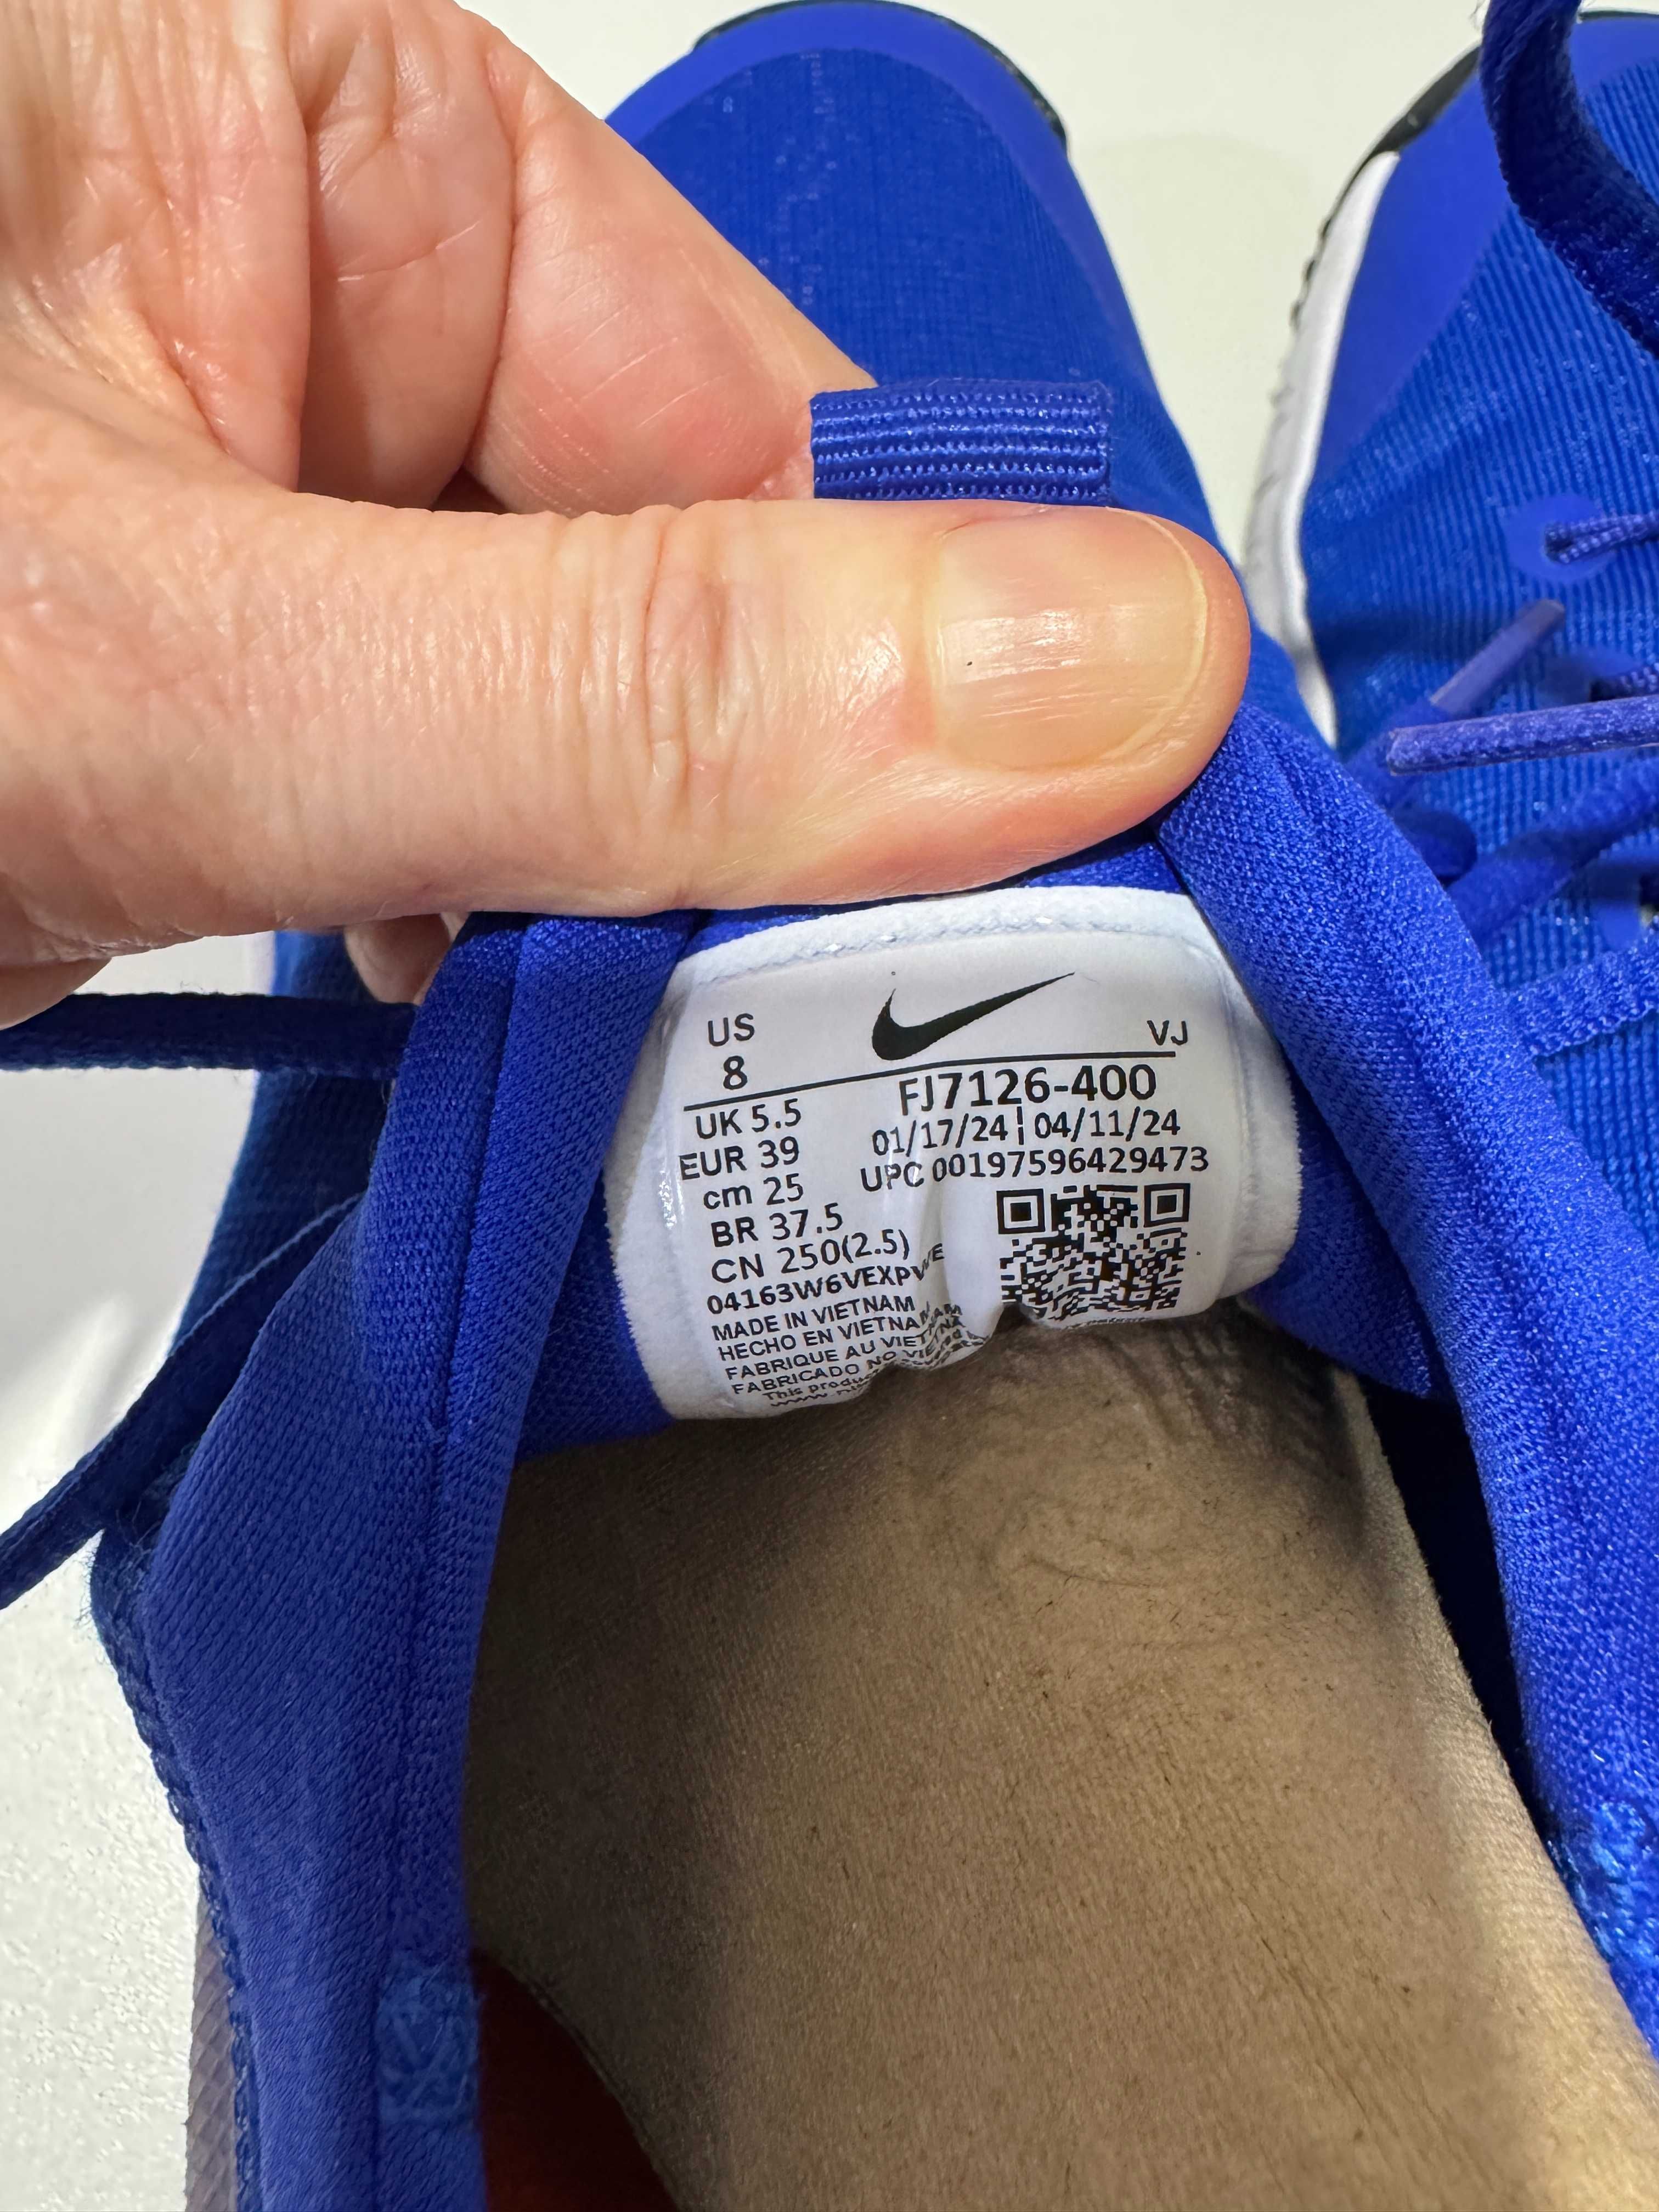 US
8
VJ
FJ7126-400
UK 5.5
01/17/24 | 04/11/24
EUR 39
UPC 00197596429473
cm 25
BR 37.5
CN 250(2.5)
04163W6VEXPV
MADE IN VIETNAM
HECHO EN VIETNAM
FABRIQUE AU VIETNAM
FABRICADO NO VIETNAM
This product